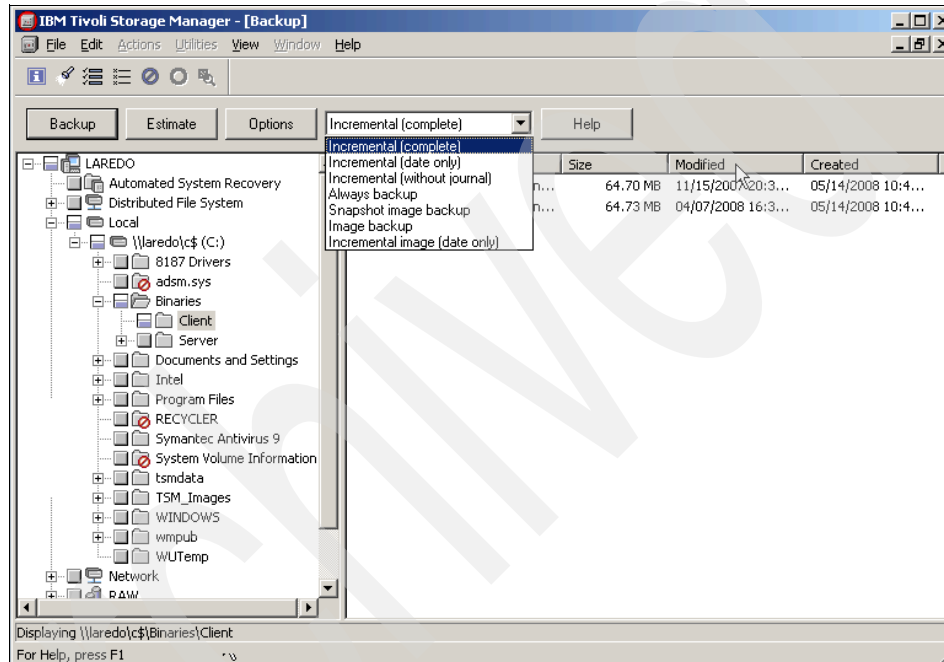 IBM Tivoli Storage Manager - [Backup]
File Edit Actions Utilities View Window Help
Backup Estimate Options Incremental (complete) Help
Incremental (complete)
Incremental (date only)
Incremental (without journal)
Always backup
Snapshot image backup
Image backup
Incremental image (date only)
Size Modified Created
n... 64.70 MB 11/15/2007 20:3... 05/14/2008 10:4...
n... 64.73 MB 04/07/2008 16:3... 05/14/2008 10:4...
LAREDO
Automated System Recovery
Distributed File System
Local
\\laredo\c$ (C:)
8187 Drivers
adsm.sys
Binaries
Client
Server
Documents and Settings
Intel
Program Files
RECYCLER
Symantec Antivirus 9
System Volume Information
tsmdata
TSM_Images
WINDOWS
wmpub
WUTemp
Network
RAW
Displaying \\laredo\c$\Binaries\Client
For Help, press F1